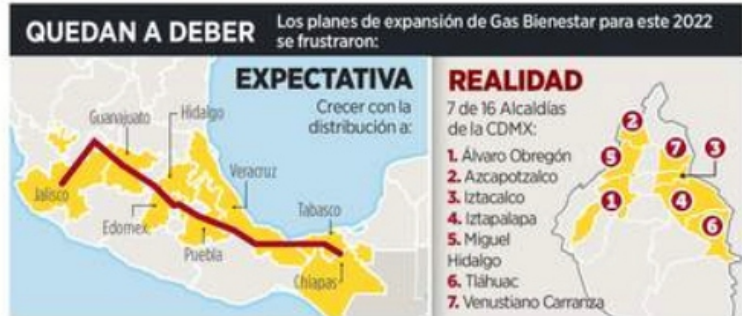 QUEDAN A DEBER
Los planes de expansión de Gas Bienestar para este 2022
se frustraron:
EXPECTATIVA
Crecer con la
distribución a:
Guanajuato
Hidalgo
Jalisco
Veracruz
Edomex
Puebla
Tabasco
Chiapas
REALIDAD
7 de 16 Alcaldías
de la CDMX:
1. Álvaro Obregón
2. Azcapotzalco
3. Iztacalco
4. Iztapalapa
5. Miguel
Hidalgo
6. Tláhuac
7. Venustiano Carranza
2
7
3
5
1
4
6